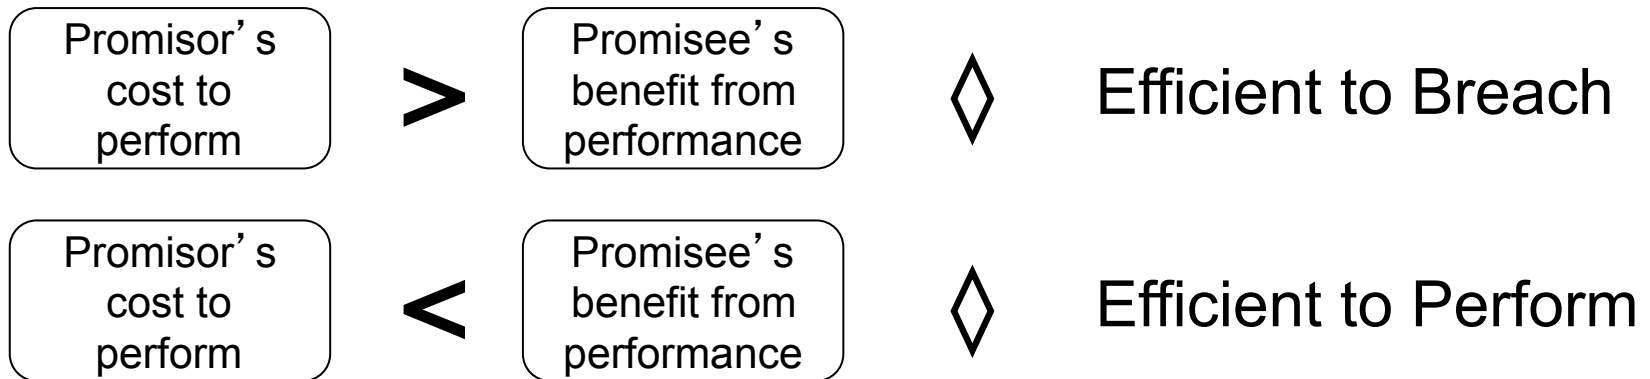 Promisor’s
cost to
perform
>
Promisee’s
benefit from
performance
◊
Efficient to Breach
Promisor’s
cost to
perform
<
Promisee’s
benefit from
performance
◊
Efficient to Perform